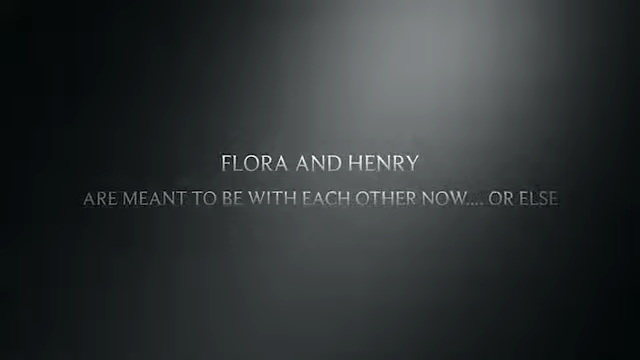 FLORA AND HENRY
ARE MEANT TO BE WITH EACH OTHER NOW.... OR ELSE